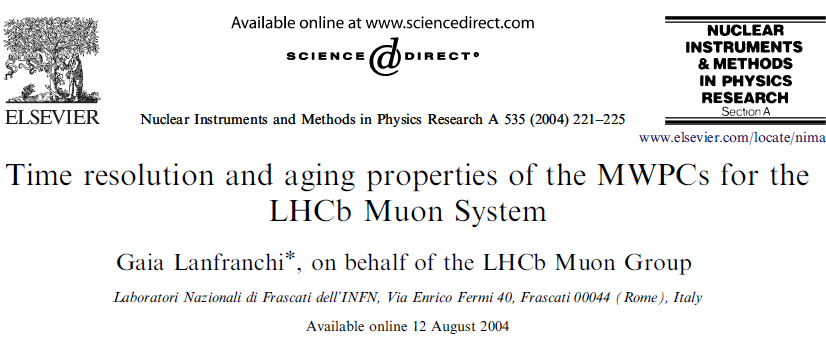 Available online at www.sciencedirect.com
SCIENCE DIRECT®
ELSEVIER
Nuclear Instruments and Methods in Physics Research A 535 (2004) 221–225
NUCLEAR
INSTRUMENTS
& METHODS
IN PHYSICS
RESEARCH
Section A
www.elsevier.com/locate/nima
Time resolution and aging properties of the MWPCs for the
LHCb Muon System
Gaia Lanfranchi*, on behalf of the LHCb Muon Group
Laboratori Nazionali di Frascati dell'INFN, Via Enrico Fermi 40, Frascati 00044 (Rome), Italy
Available online 12 August 2004